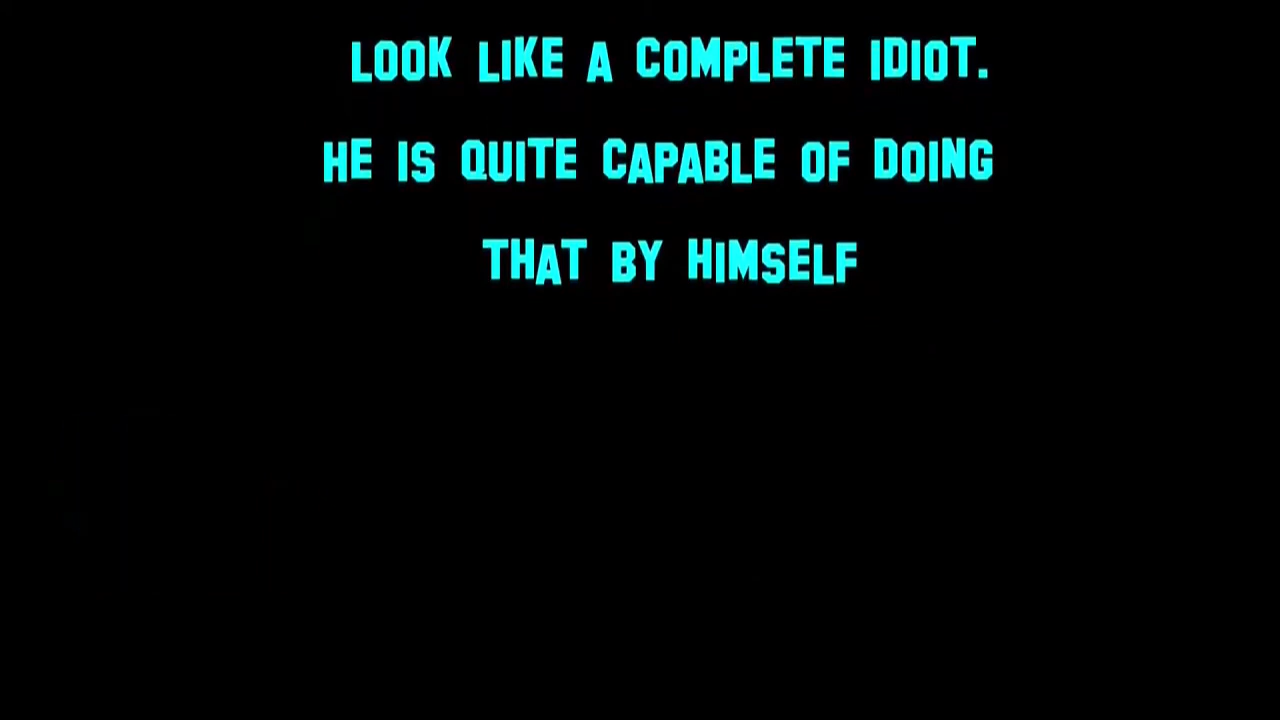 LOOK LIKE A COMPLETE IDIOT.
HE IS QUITE CAPABLE OF DOING
THAT BY HIMSELF